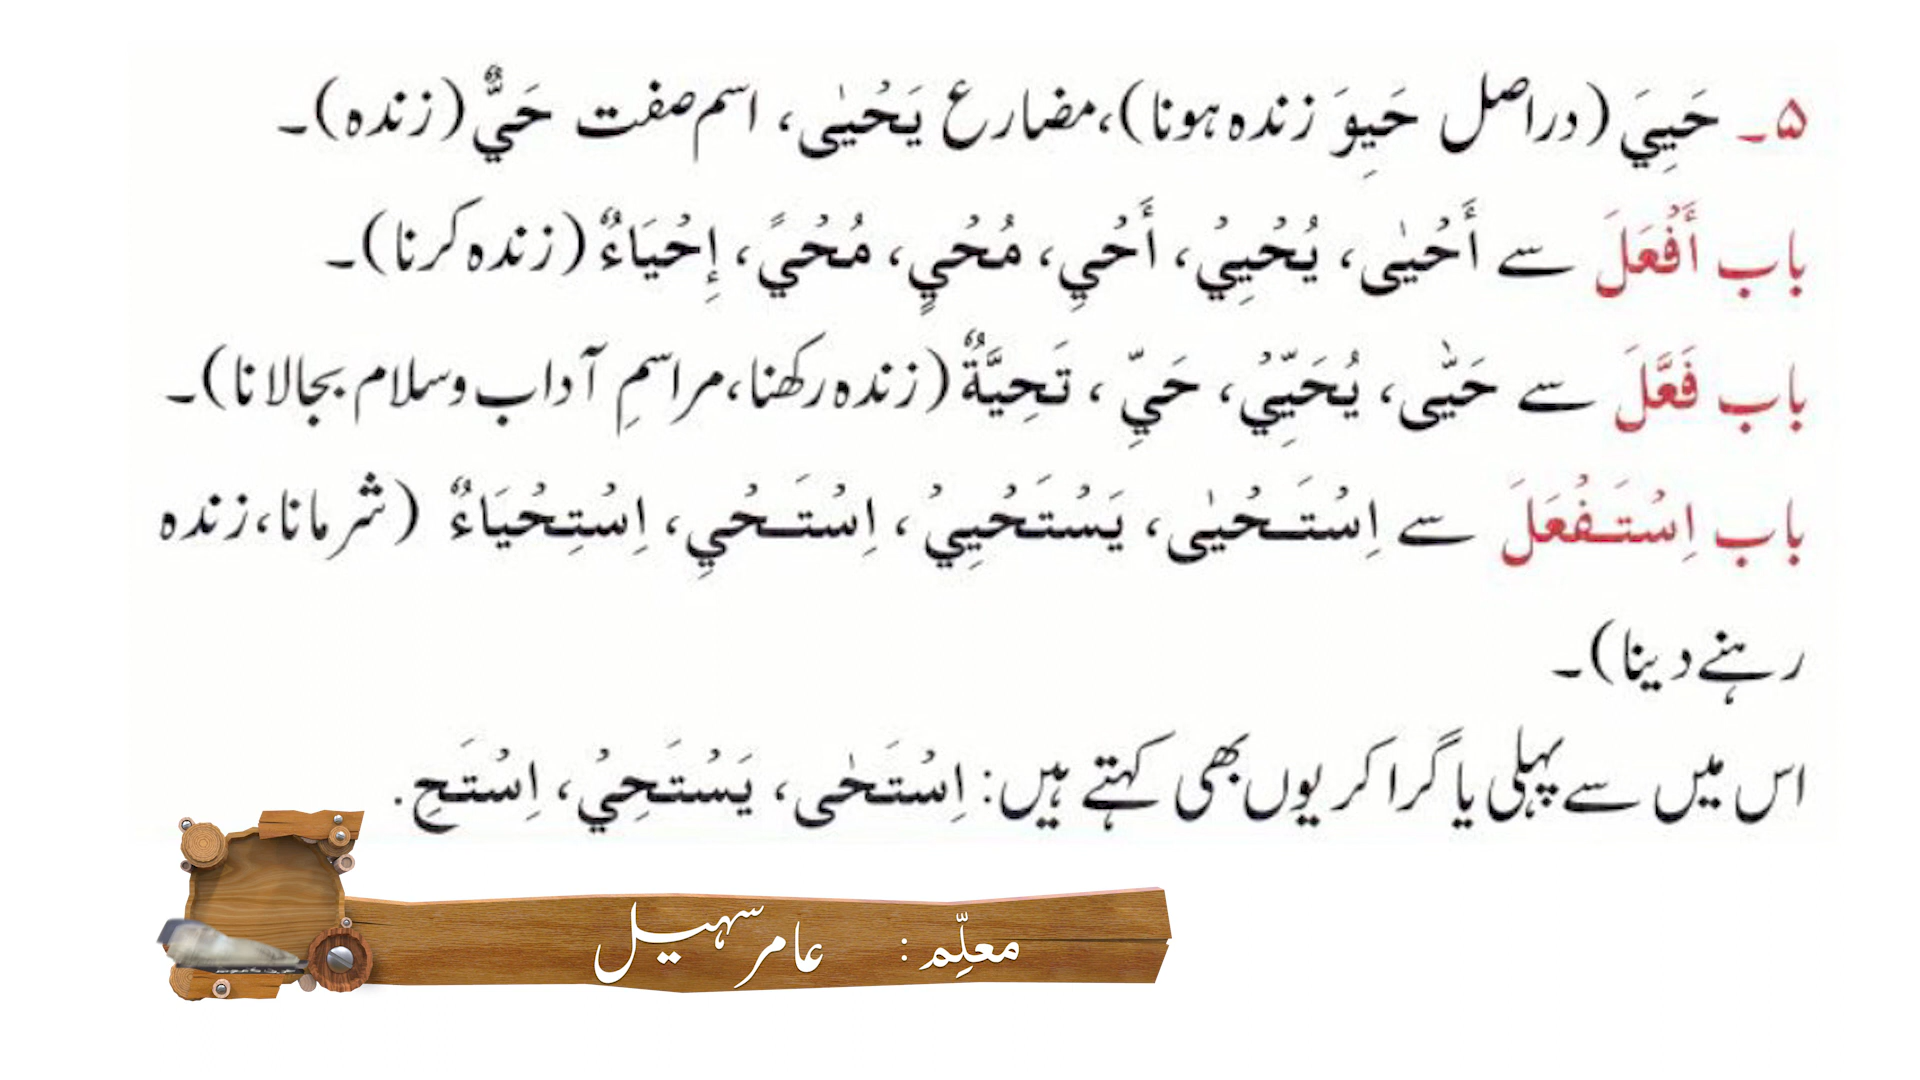 ۵۔ حَيِيَ (دراصل حَيِوَ زندہ ہونا)، مضارع يَحْيٰى، اسم صفت حَيٌّ (زندہ)۔
باب أَفْعَلَ سے أَحْيٰى، يُحْيِيْ، أَحْيِ، مُحْيٍ، مُحْيً، إِحْيَاءٌ (زندہ کرنا)۔
باب فَعَّلَ سے حَيّٰى، يُحَيِّيْ، حَيِّ، تَحِيَّةٌ (زندہ رکھنا، مراسمِ آداب وسلام بجالانا)۔
باب اِسْتَفْعَلَ سے اِسْتَحْيٰى، يَسْتَحْيِيْ، اِسْتَحْيِ، اِسْتِحْيَاءٌ (شرمانا، زندہ
رہنے دینا)۔
اس میں سے پہلی یا گرا کر یوں بھی کہتے ہیں: اِسْتَحٰى، يَسْتَحِيْ، اِسْتَحِ.
معلِّم : عامر سہیل